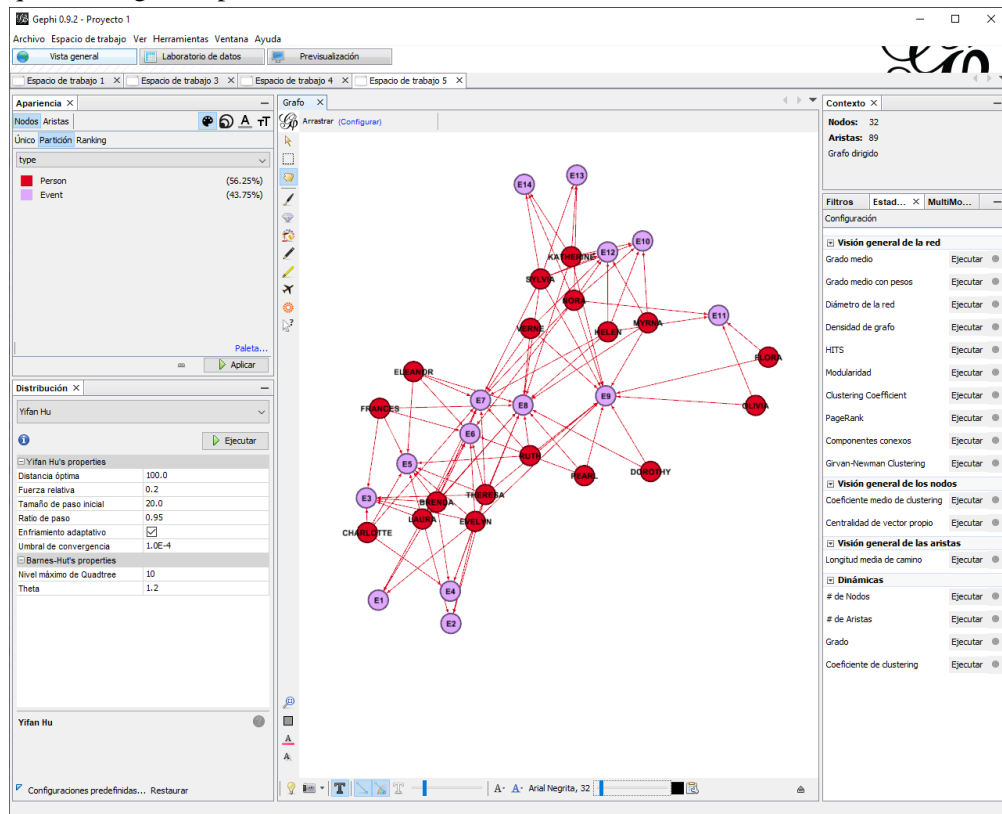 Gephi 0.9.2 - Proyecto 1
Archivo Espacio de trabajo Ver Herramientas Ventana Ayuda
Vista general Laboratorio de datos Previsualización
Espacio de trabajo 1 Espacio de trabajo 3 Espacio de trabajo 4 Espacio de trabajo 5
Apariencia
Nodos Aristas
Único Partición Ranking
type
Person (56.25%)
Event (43.75%)
Paleta...
Aplicar
Distribución
Yifan Hu
Ejecutar
Yifan Hu's properties
Distancia óptima 100.0
Fuerza relativa 0.2
Tamaño de paso inicial 20.0
Ratio de paso 0.95
Enfriamiento adaptativo
Umbral de convergencia 1.0E-4
Barnes-Hut's properties
Nivel máximo de Quadtree 10
Theta 1.2
Yifan Hu
Configuraciones predefinidas... Restaurar
Grafo
Arrastrar (Configurar)
E14
E13
E10
KATHERINE
E12
SYLVIA
NORA
E11
VERNE
HELEN
MYRNA
FLORA
ELEANOR
FRANCES
E7
E8
E9
OLIVIA
E6
E5
RUTH
PEARL
DOROTHY
E3
BRENDA
THERESA
CHARLOTTE
LAURA
EVELYN
E1
E4
E2
Arial Negrita, 32
Contexto
Nodos: 32
Aristas: 89
Grafo dirigido
Filtros Estad... MultiMo...
Configuración
Visión general de la red
Grado medio Ejecutar
Grado medio con pesos Ejecutar
Diámetro de la red Ejecutar
Densidad de grafo Ejecutar
HITS Ejecutar
Modularidad Ejecutar
Clustering Coefficient Ejecutar
PageRank Ejecutar
Componentes conexos Ejecutar
Girvan-Newman Clustering Ejecutar
Visión general de los nodos
Coeficiente medio de clustering Ejecutar
Centralidad de vector propio Ejecutar
Visión general de las aristas
Longitud media de camino Ejecutar
Dinámicas
# de Nodos Ejecutar
# de Aristas Ejecutar
Grado Ejecutar
Coeficiente de clustering Ejecutar